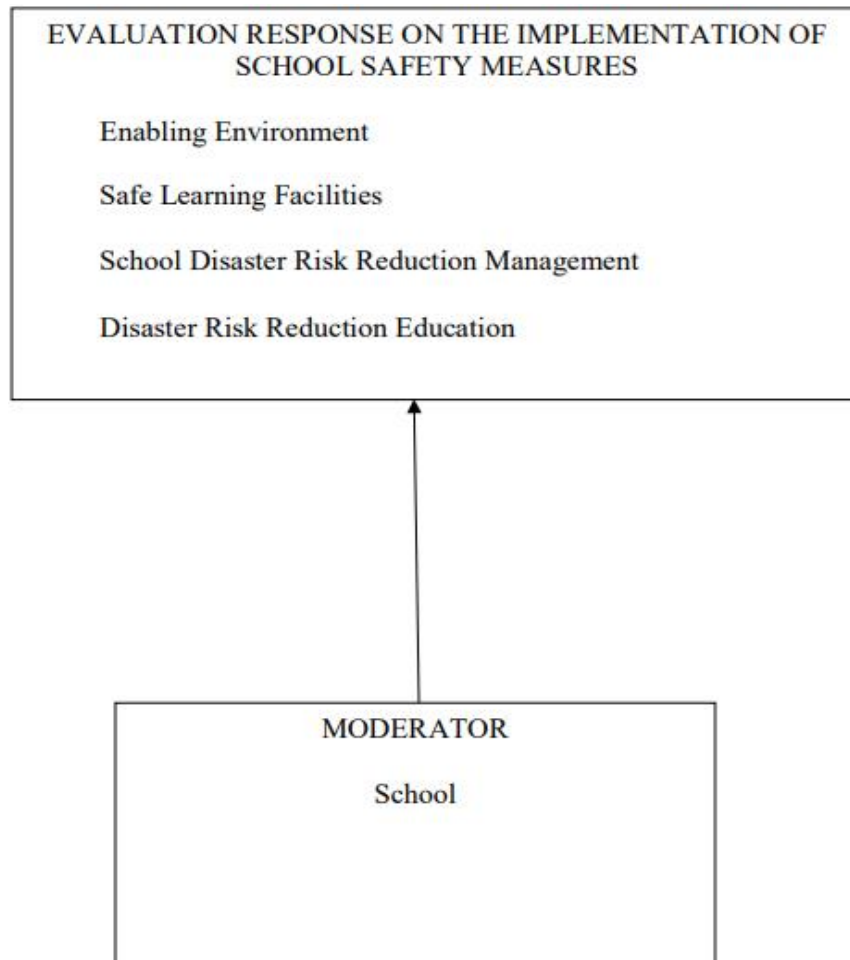 EVALUATION RESPONSE ON THE IMPLEMENTATION OF
SCHOOL SAFETY MEASURES
Enabling Environment
Safe Learning Facilities
School Disaster Risk Reduction Management
Disaster Risk Reduction Education
MODERATOR
School